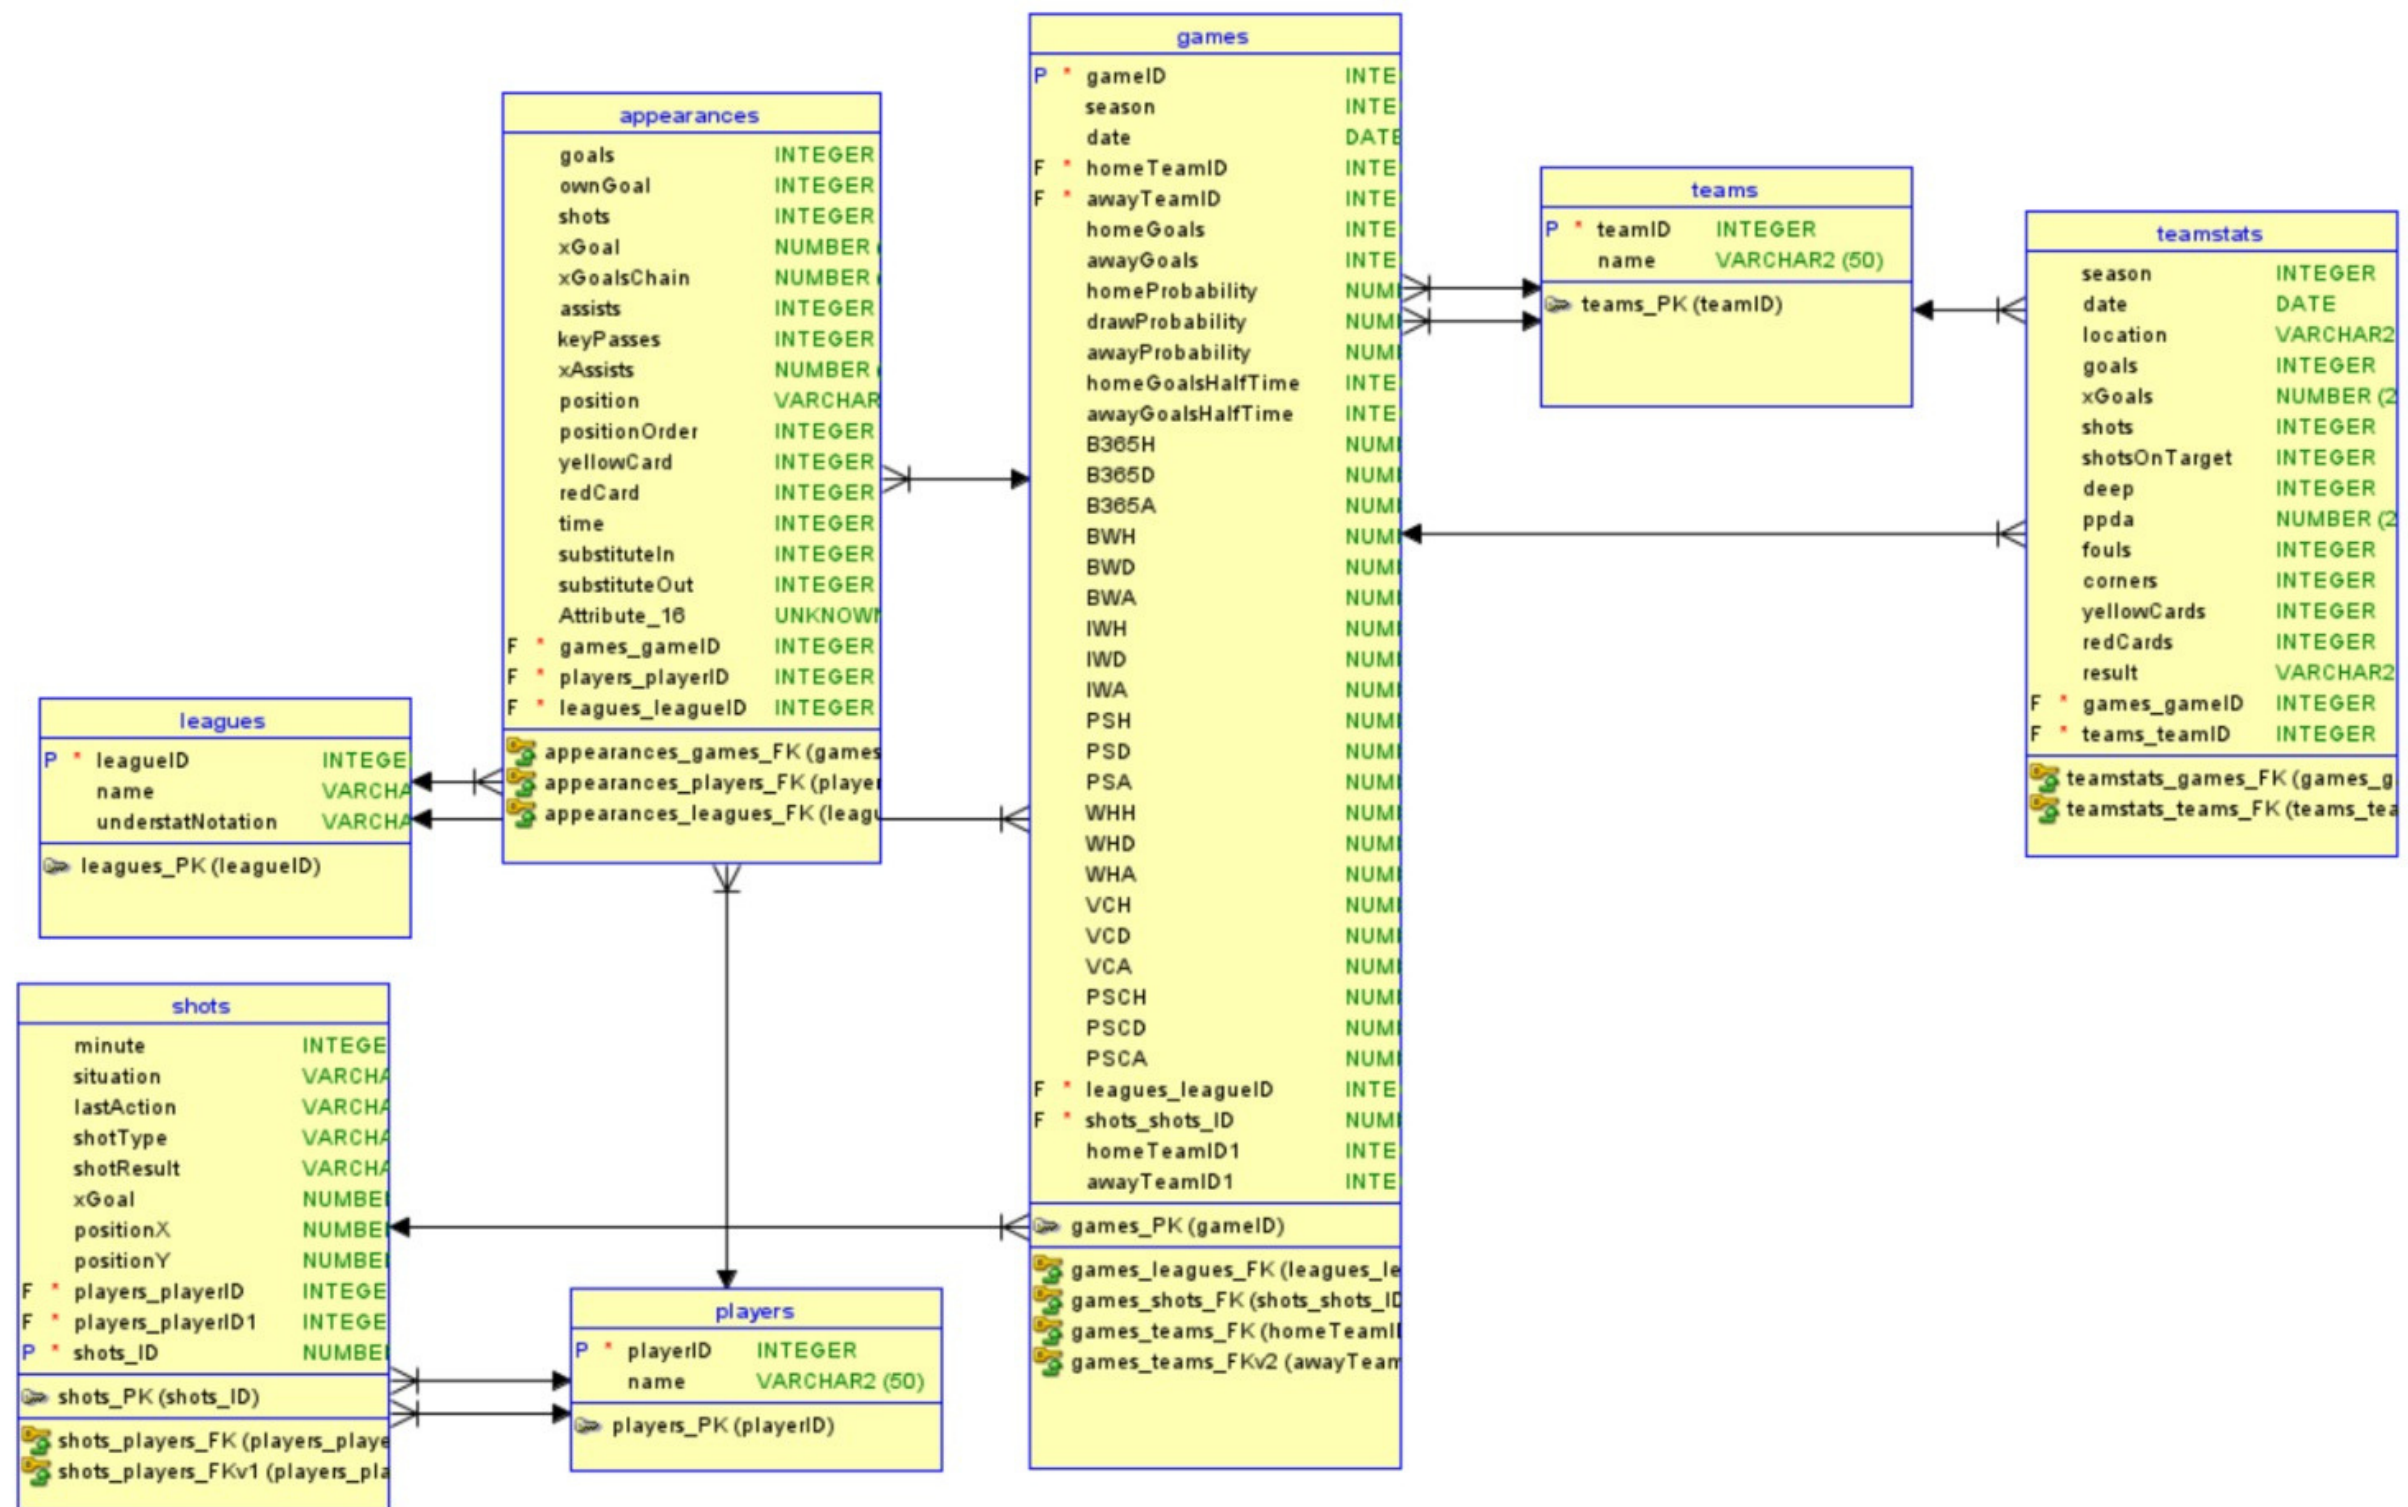 games
P * gameID INTE
season INTE
date DATE
F * homeTeamID INTE
F * awayTeamID INTE
homeGoals INTE
awayGoals INTE
homeProbability NUM
drawProbability NUM
awayProbability NUM
homeGoalsHalfTime INTE
awayGoalsHalfTime INTE
B365H NUM
B365D NUM
B365A NUM
BWH NUM
BWD NUM
BWA NUM
IWH NUM
IWD NUM
IWA NUM
PSH NUM
PSD NUM
PSA NUM
WHH NUM
WHD NUM
WHA NUM
VCH NUM
VCD NUM
VCA NUM
PSCH NUM
PSCD NUM
PSCA NUM
F * leagues_leagueID INTE
F * shots_shots_ID NUM
homeTeamID1 INTE
awayTeamID1 INTE
games_PK (gameID)
games_leagues_FK (leagues_le
games_shots_FK (shots_shots_ID
games_teams_FK (homeTeamI
games_teams_FKv2 (awayTeam
appearances
goals INTEGER
ownGoal INTEGER
shots INTEGER
xGoal NUMBER (
xGoalsChain NUMBER (
assists INTEGER
keyPasses INTEGER
xAssists NUMBER (
position VARCHAR
positionOrder INTEGER
yellowCard INTEGER
redCard INTEGER
time INTEGER
substituteIn INTEGER
substituteOut INTEGER
Attribute_16 UNKNOWN
F * games_gameID INTEGER
F * players_playerID INTEGER
F * leagues_leagueID INTEGER
appearances_games_FK (games
appearances_players_FK (player
appearances_leagues_FK (leagu
teams
P * teamID INTEGER
name VARCHAR2 (50)
teams_PK (teamID)
teamstats
season INTEGER
date DATE
location VARCHAR2
goals INTEGER
xGoals NUMBER (2
shots INTEGER
shotsOnTarget INTEGER
deep INTEGER
ppda NUMBER (2
fouls INTEGER
corners INTEGER
yellowCards INTEGER
redCards INTEGER
result VARCHAR2
F * games_gameID INTEGER
F * teams_teamID INTEGER
teamstats_games_FK (games_g
teamstats_teams_FK (teams_tea
leagues
P * leagueID INTEGE
name VARCHA
understatNotation VARCHA
leagues_PK (leagueID)
shots
minute INTEGE
situation VARCHA
lastAction VARCHA
shotType VARCHA
shotResult VARCHA
xGoal NUMBE
positionX NUMBE
positionY NUMBE
F * players_playerID INTEGE
F * players_playerID1 INTEGE
P * shots_ID NUMBE
shots_PK (shots_ID)
shots_players_FK (players_playe
shots_players_FKv1 (players_pla
players
P * playerID INTEGER
name VARCHAR2 (50)
players_PK (playerID)